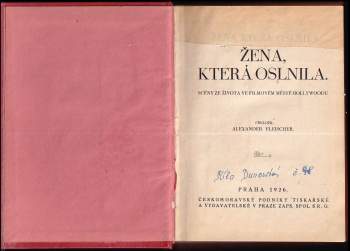 ŽENA,
KTERÁ OSLNILA.
SCÉNY ZE ŽIVOTA VE FILMOVÉM MĚSTĚ HOLLYWOODU
PŘELOŽIL
ALEXANDER FLEISCHER.
č. 98
PRAHA 1926.
ČESKOMORAVSKÉ PODNIKY TISKAŘSKÉ
A VYDAVATELSKÉ V PRAZE ZAPS. SPOL. S R. O.